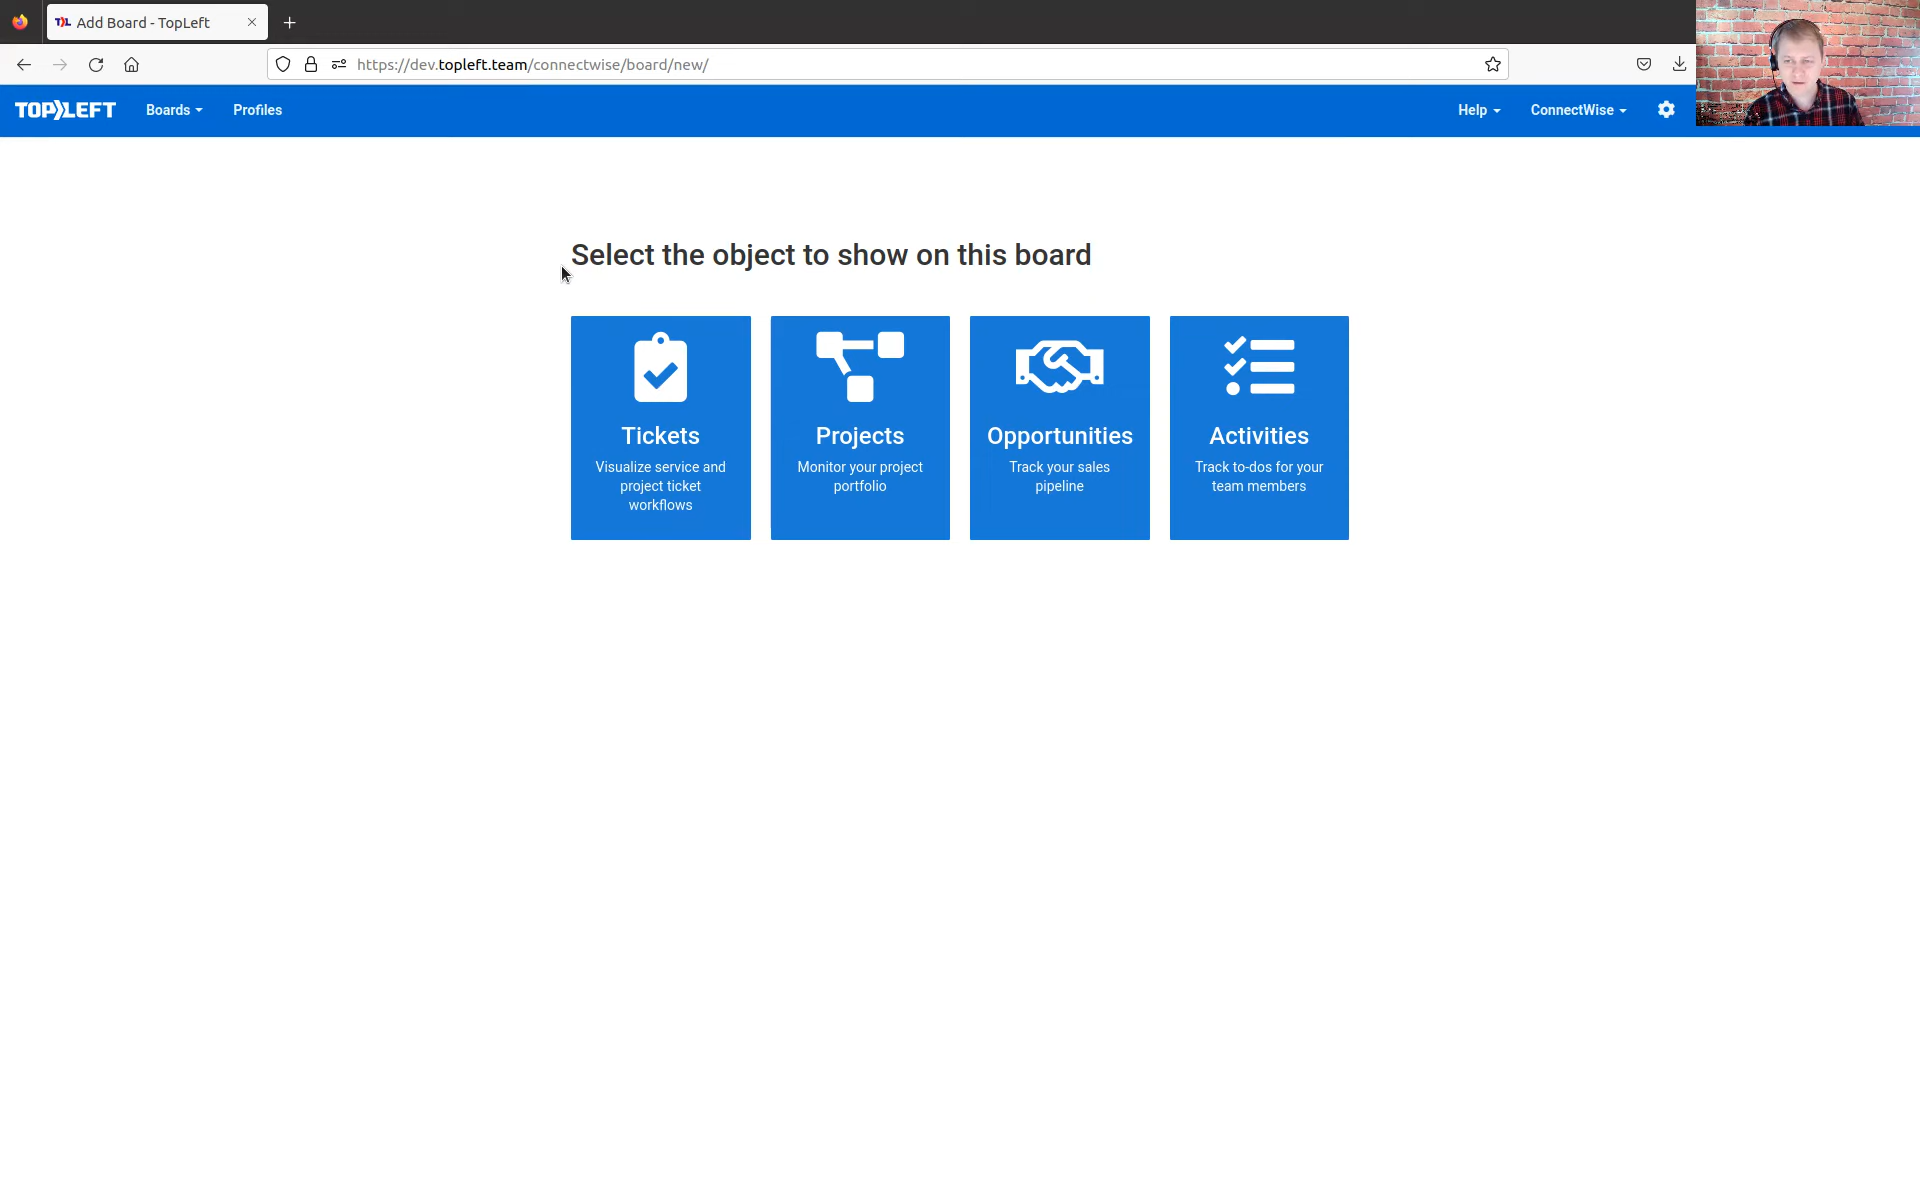 Add Board - TopLeft
https://dev.topleft.team/connectwise/board/new/
TOP LEFT
Boards
Profiles
Help
ConnectWise
Select the object to show on this board
Tickets
Visualize service and
project ticket
workflows
Projects
Monitor your project
portfolio
Opportunities
Track your sales
pipeline
Activities
Track to-dos for your
team members